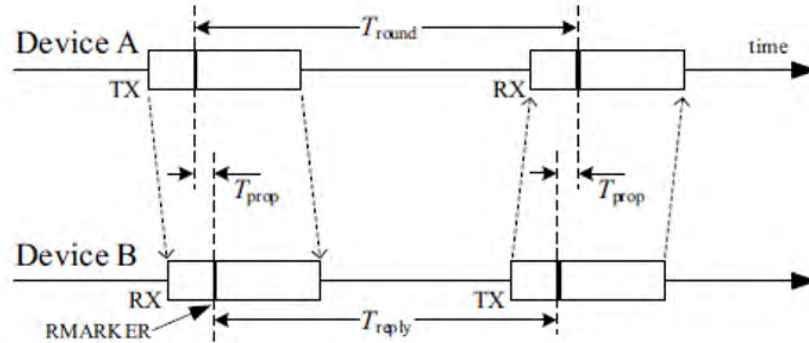 Device A
T_round
time
TX
RX
T_prop
T_prop
Device B
RX
TX
RMARKER
T_reply